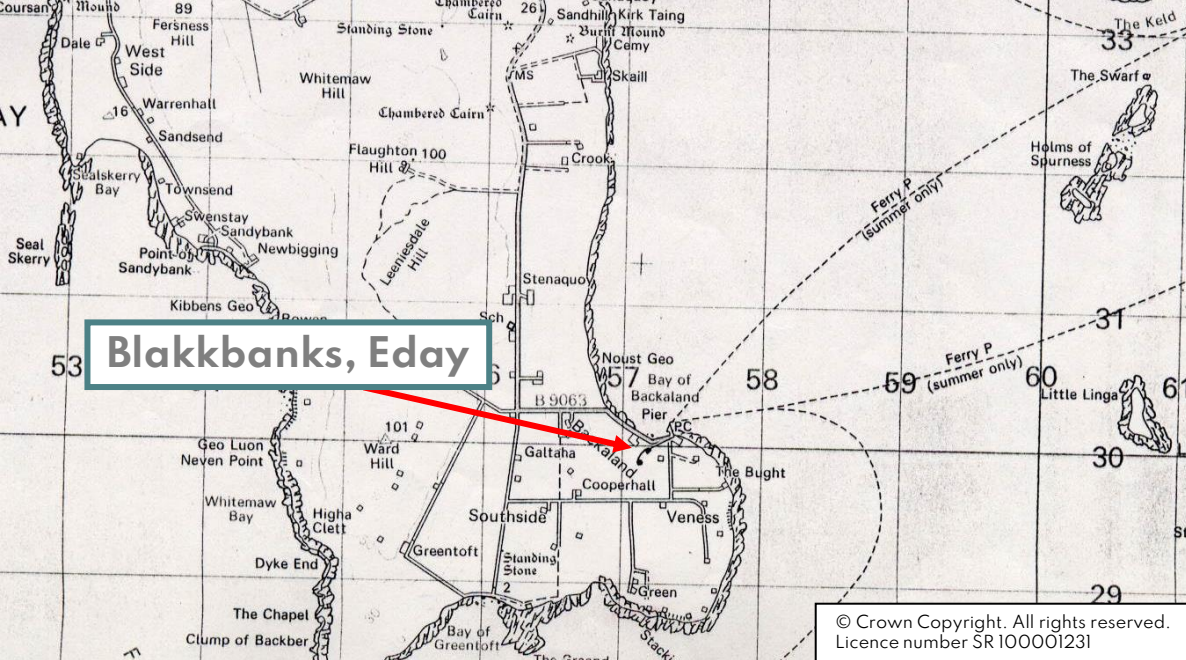 Coursan
Mound
89
Fersness
Hill
Dale
West
Side
16
Warrenhall
Sandsend
AY
Sealskerry
Bay
Townsend
Swenstay
Sandybank
Newbigging
Point of
Sandybank
Seal
Skerry
Kibbens Geo
Chambered
Cairn
26
Standing Stone
Whitemaw
Hill
Chambered Cairn
Flaughton
Hill
100
Leeniesdale
Hill
Sandhill
Kirk Taing
Burnt Mound
Cemy
MS
Skaill
Crook
Stenaquoy
Sch
The Keld
33
The Swarf
Holms of
Spurness
Ferry P
(summer only)
31
Ferry P
(summer only)
Blakkbanks, Eday
53
57
58
59
60
61
Noust Geo
Bay of
Backaland
Pier
PC
B 9063
Backaland
Little Linga
30
101
Ward
Hill
Geo Luon
Neven Point
Whitemaw
Bay
Higha
Clett
Dyke End
The Chapel
Clump of Backber
Galtaha
Cooperhall
The Bught
Southside
Veness
Greentoft
Standing
Stone
2
Green
29
Bay of
Greentoft
© Crown Copyright. All rights reserved.
Licence number SR 100001231